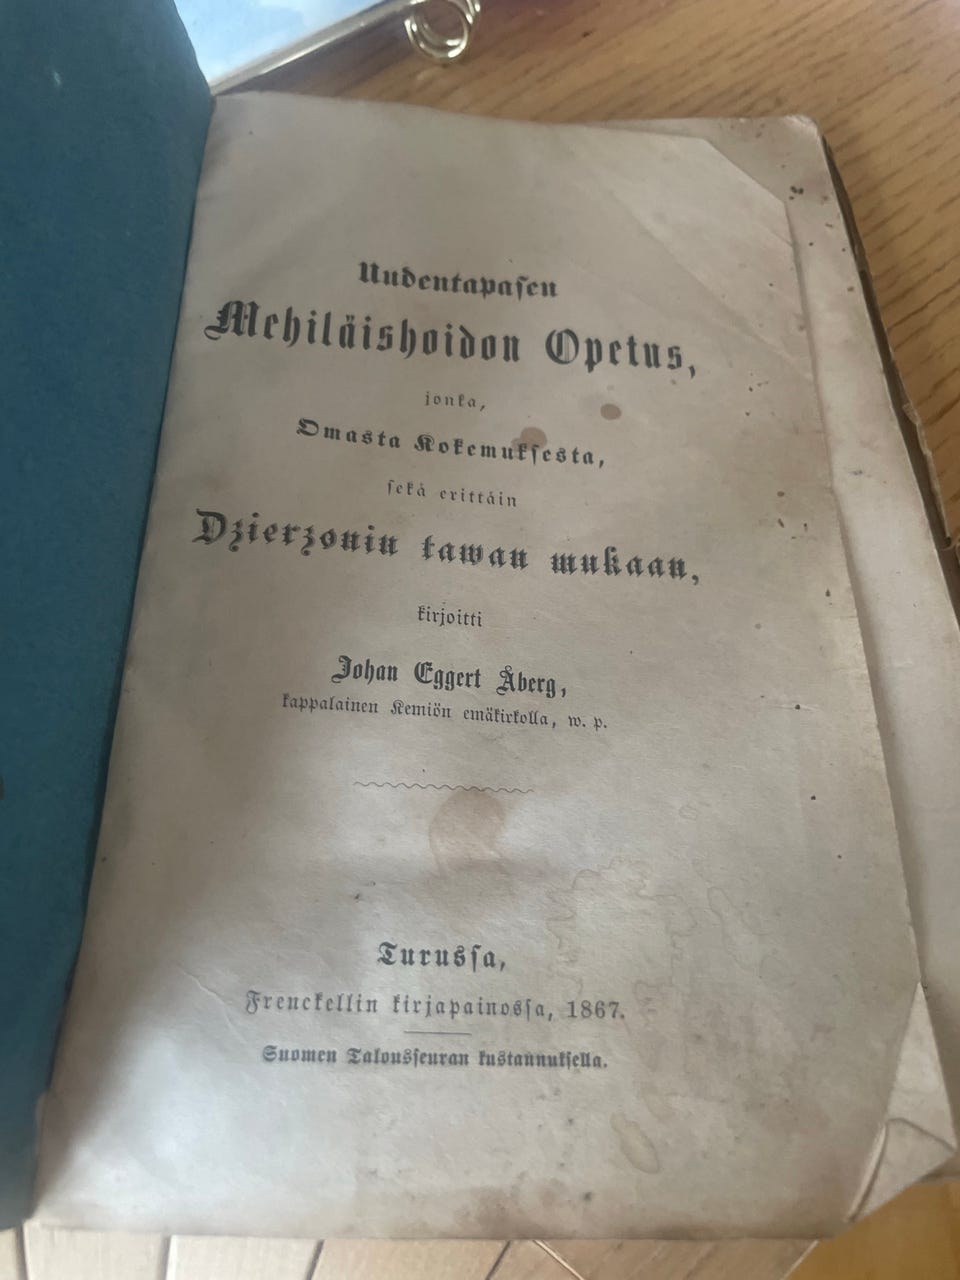 Uudentapasen
Mehiläishoidon Opetus,
jonka,
Omasta Kokemuksesta,
sekä erittäin
Dzierzonin tawan mukaan,
kirjoitti
Johan Eggert Åberg,
kappalainen Kemiön emäkirkolla, w. p.
Turussa,
Frenckellin kirjapainossa, 1867.
Suomen Talousseuran kustannuksella.